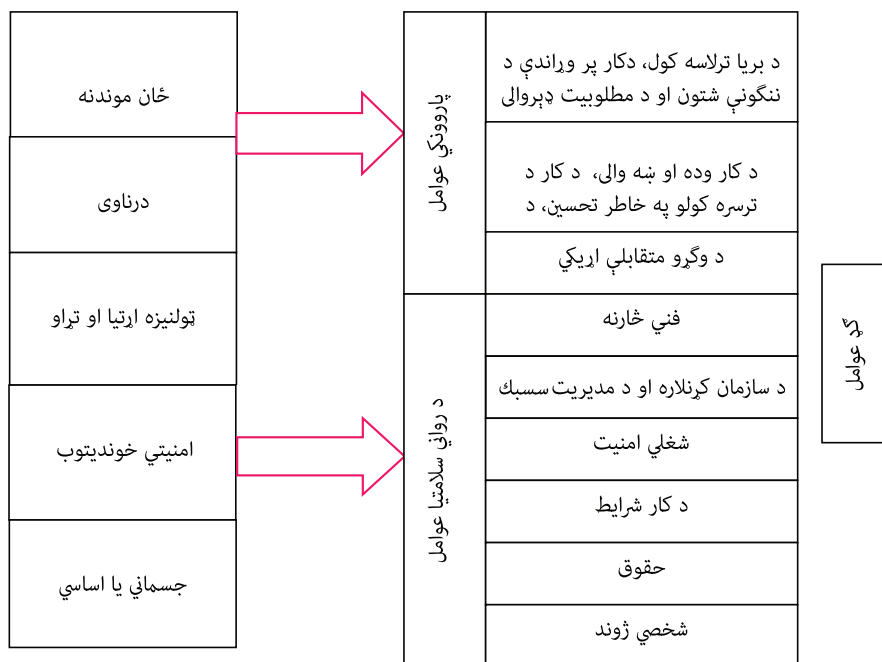 ځان موندنه
درناوی
ټولنیزه اړتیا او تړاو
امنیتي خوندیتوب
جسماني یا اساسي
پاروونکي عوامل
د بریا ترلاسه کول، دکار پر وړاندې د
ننګونې شتون او د مطلوبیت ډېروالی
د کار وده او ښه والی، د کار د
ترسره کولو په خاطر تحسین، د
د وګړو متقابلې اړیکې
د رواني سلامتیا عوامل
فني څارنه
د سازمان کړنلاره او د مدیریت سسبك
شغلي امنیت
د کار شرایط
حقوق
شخصي ژوند
ګډ عوامل